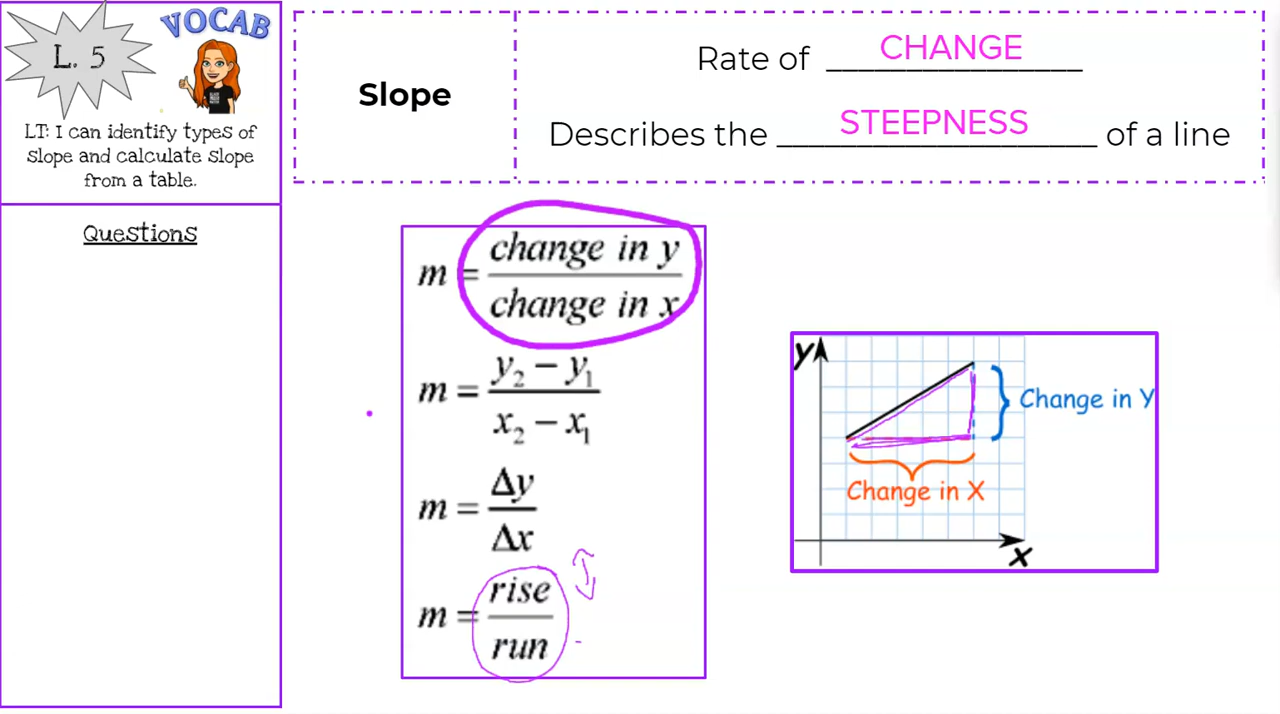 L. 5
VOCAB
LT: I can identify types of
slope and calculate slope
from a table.
Questions
Slope
Rate of CHANGE
Describes the STEEPNESS of a line
m = change in y / change in x
m = y₂ − y₁ / x₂ − x₁
m = Δy / Δx
m = rise / run
y
Change in Y
Change in X
x